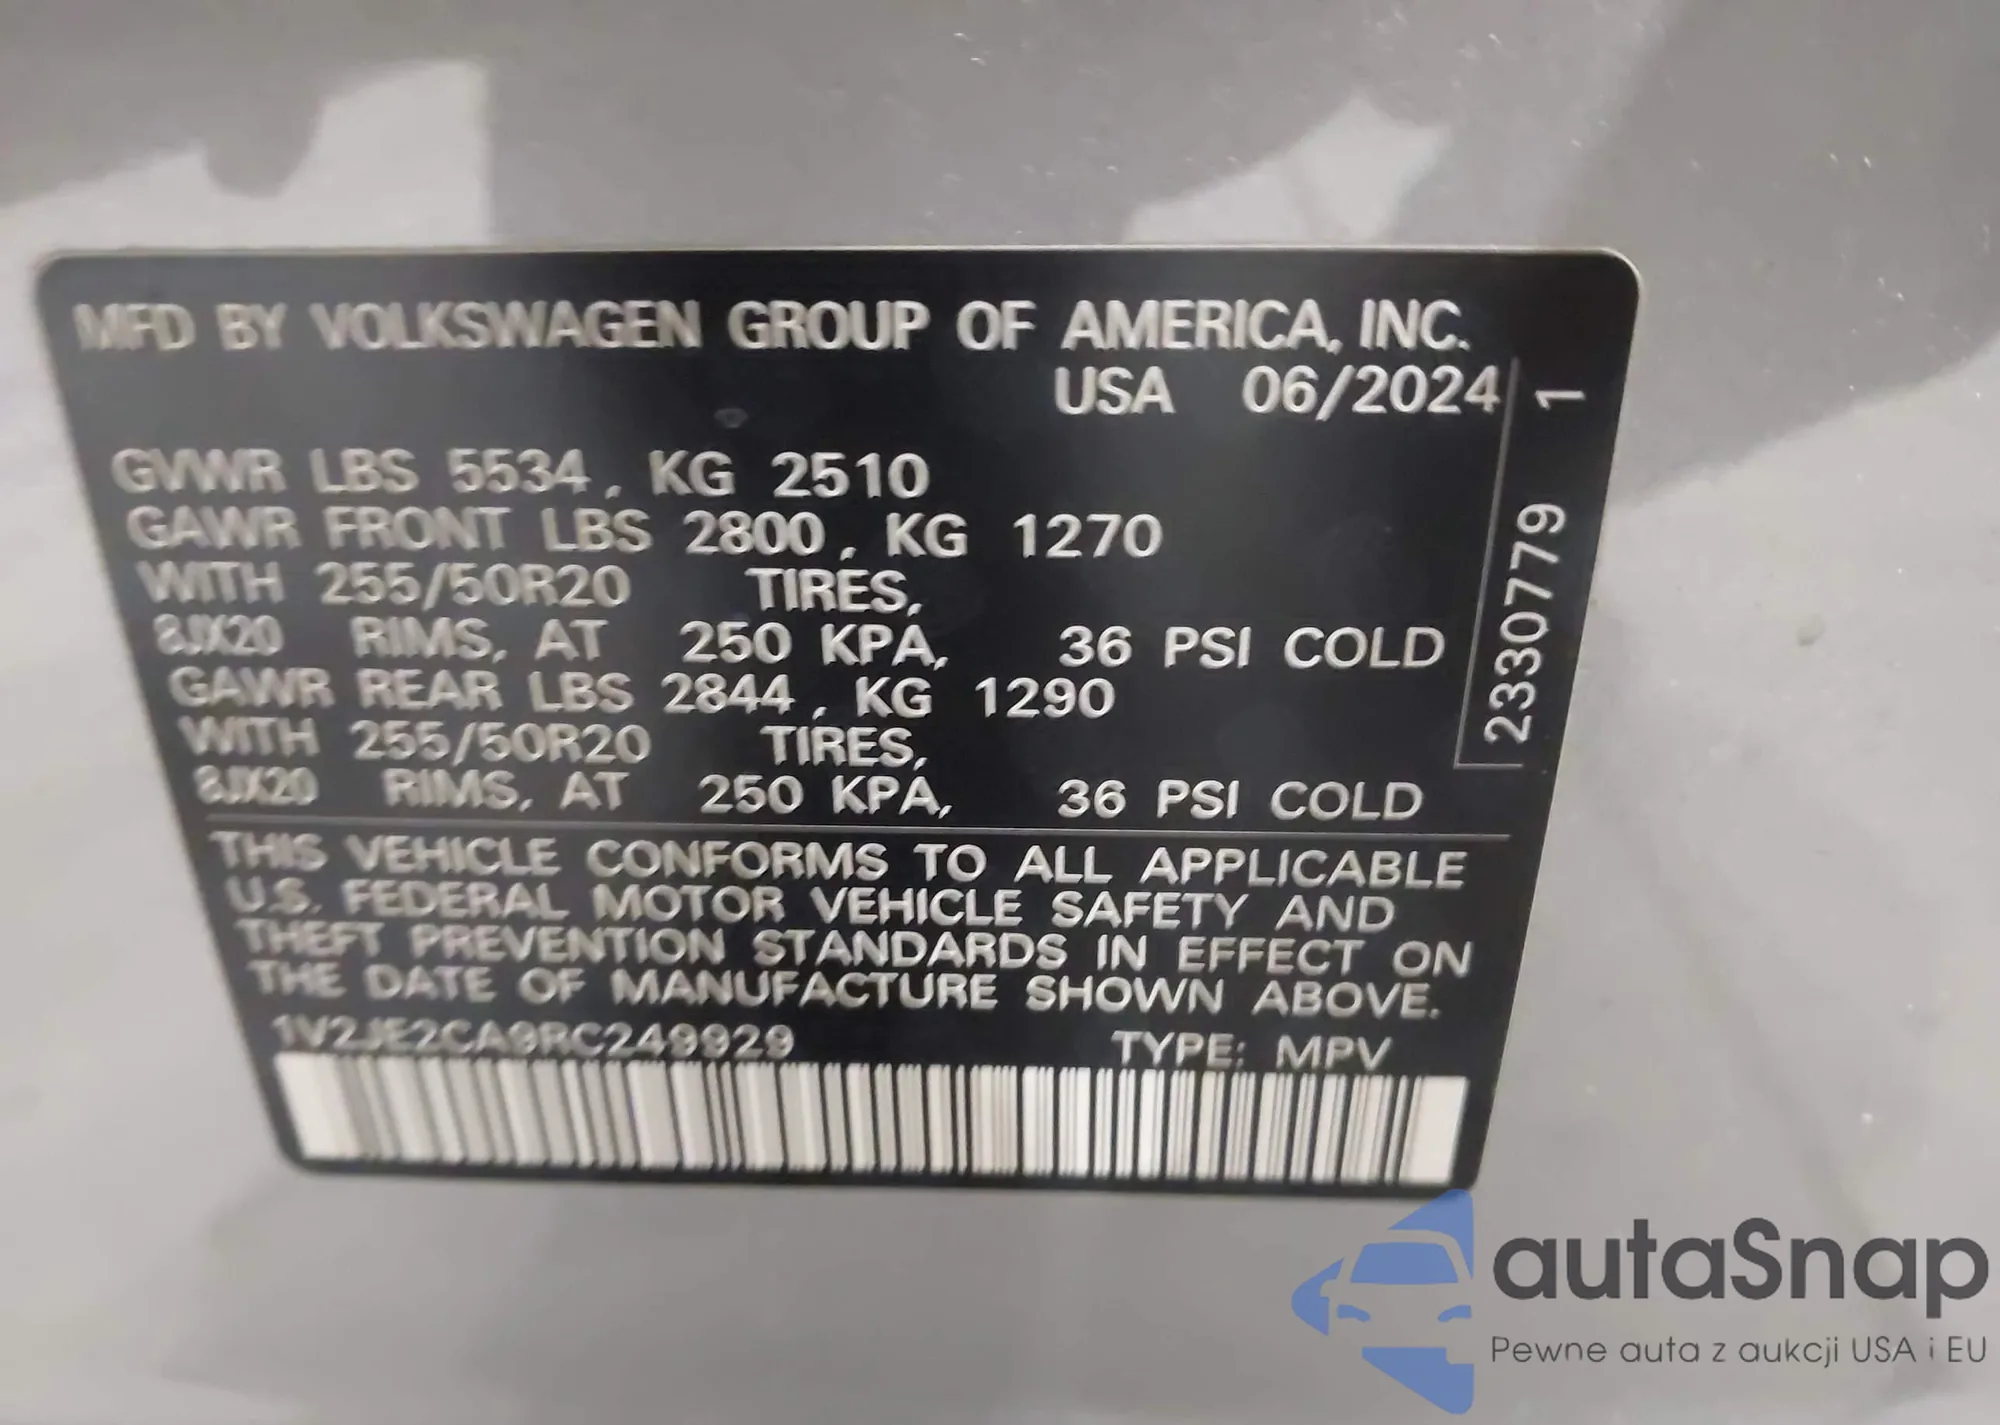 MFD BY VOLKSWAGEN GROUP OF AMERICA, INC.
USA 06/2024
GVWR LBS 5534, KG 2510
GAWR FRONT LBS 2800, KG 1270
WITH 255/50R20 TIRES,
8JX20 RIMS, AT 250 KPA, 36 PSI COLD
GAWR REAR LBS 2844, KG 1290
WITH 255/50R20 TIRES,
8JX20 RIMS, AT 250 KPA, 36 PSI COLD
THIS VEHICLE CONFORMS TO ALL APPLICABLE
U.S. FEDERAL MOTOR VEHICLE SAFETY AND
THEFT PREVENTION STANDARDS IN EFFECT ON
THE DATE OF MANUFACTURE SHOWN ABOVE.
1V2JE2CA9RC249929 TYPE: MPV
2330779 1
autaSnap
Pewne auta z aukcji USA i EU